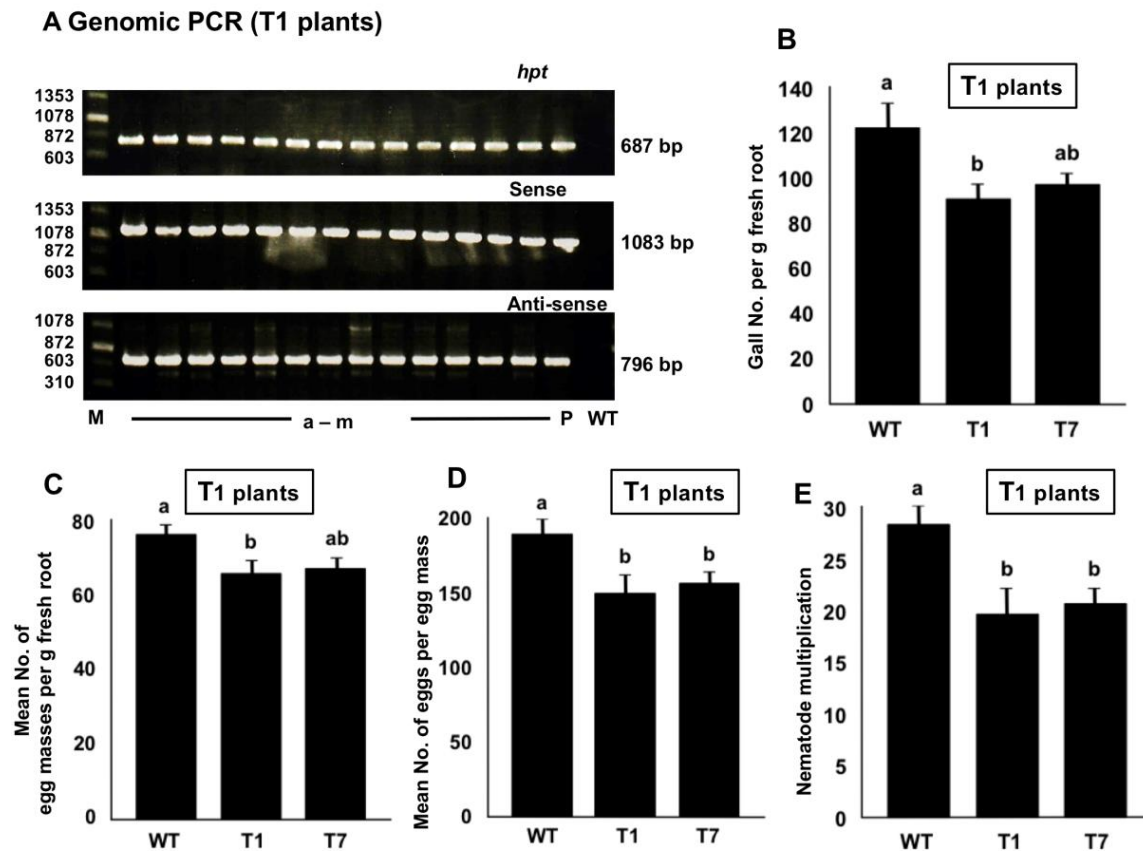 A Genomic PCR (T1 plants)
hpt
1353
1078
872
603
687 bp
Sense
1353
1078
872
603
1083 bp
Anti-sense
1078
872
603
310
796 bp
M a – m P WT
B
T1 plants
Gall No. per g fresh root
140
120
100
80
60
40
20
0
a
b
ab
WT T1 T7
C
T1 plants
Mean No. of
egg masses per g fresh root
80
60
40
20
0
a
b
ab
WT T1 T7
D
T1 plants
Mean No. of eggs per egg mass
200
150
100
50
0
a
b
b
WT T1 T7
E
T1 plants
Nematode multiplication
30
25
20
15
10
5
0
a
b
b
WT T1 T7